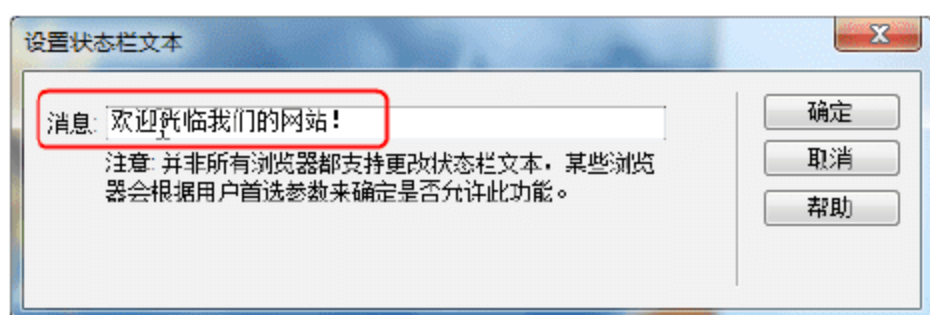 设置状态栏文本
消息: 欢迎光临我们的网站!
确定
注意: 并非所有浏览器都支持更改状态栏文本，某些浏览
器会根据用户首选参数来确定是否允许此功能。
取消
帮助